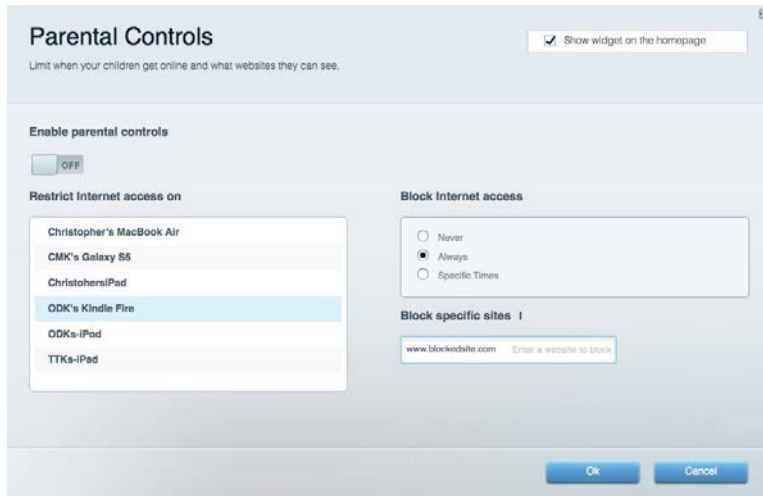 Parental Controls
Show widget on the homepage
Limit when your children get online and what websites they can see.
Enable parental controls
OFF
Restrict Internet access on
Christopher's MacBook Air
CMK's Galaxy S5
ChristohersiPad
ODK's Kindle Fire
ODKs-iPod
TTKs-iPad
Block Internet access
Never
Always
Specific Times
Block specific sites
www.blockedsite.com Enter a website to block
Ok
Cancel